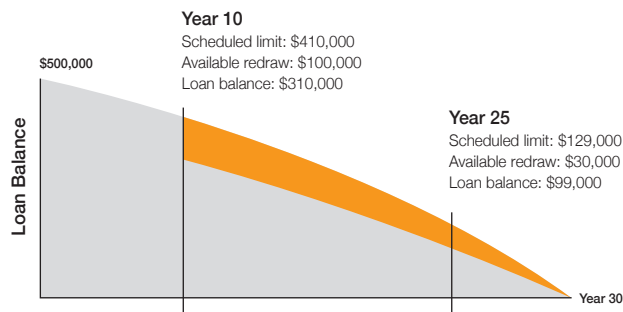 Year 10
Scheduled limit: $410,000
Available redraw: $100,000
Loan balance: $310,000
$500,000
Year 25
Scheduled limit: $129,000
Available redraw: $30,000
Loan balance: $99,000
Loan Balance
Year 30